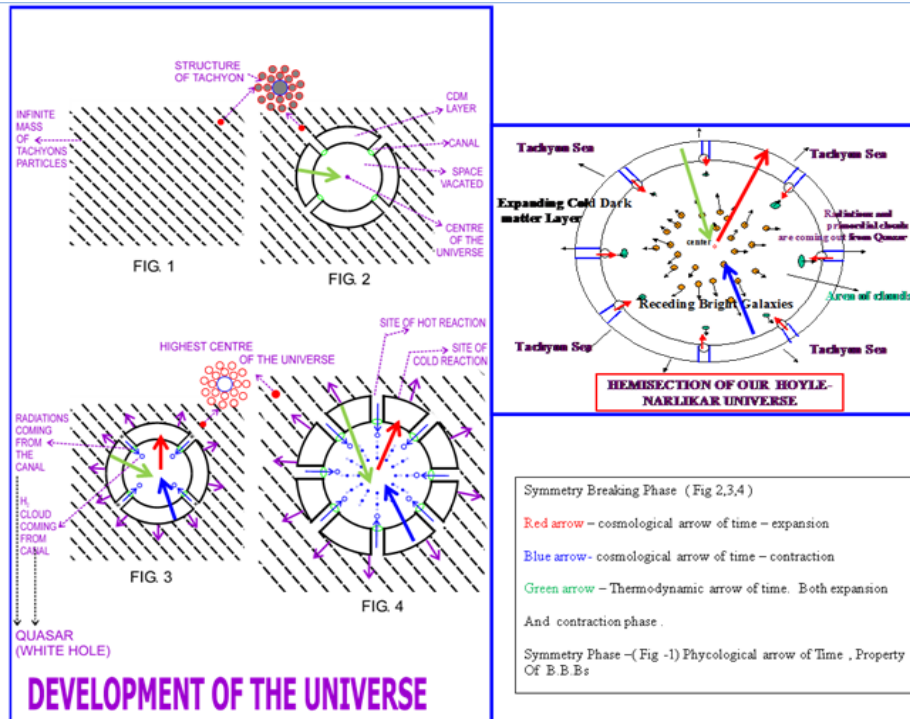 STRUCTURE
OF TACHYON
INFINITE
MASS
OF
TACHYONS
PARTICLES
CDM
LAYER
CANAL
SPACE
VACATED
CENTRE
OF THE
UNIVERSE
FIG. 1
FIG. 2
HIGHEST CENTRE
OF THE UNIVERSE
SITE OF HOT REACTION
SITE OF
COLD REACTION
RADIATIONS
COMING
FROM
THE
CANAL
H₂
CLOUD
COMING
FROM
CANAL
FIG. 3
FIG. 4
QUASAR
(WHITE HOLE)
DEVELOPMENT OF THE UNIVERSE
Tachyon Sea
Tachyon Sea
Expanding Cold Dark
matter Layer
Radiations and
primordial clouds
are coming out from Quasar
center
Area of clouds
Receding Bright Galaxies
Tachyon Sea
Tachyon Sea
HEMISECTION OF OUR HOYLE-
NARLIKAR UNIVERSE
Symmetry Breaking Phase ( Fig 2,3,4 )
Red arrow – cosmological arrow of time – expansion
Blue arrow- cosmological arrow of time – contraction
Green arrow – Thermodynamic arrow of time. Both expansion
And contraction phase .
Symmetry Phase –( Fig -1) Phycological arrow of Time , Property
Of B.B.Bs